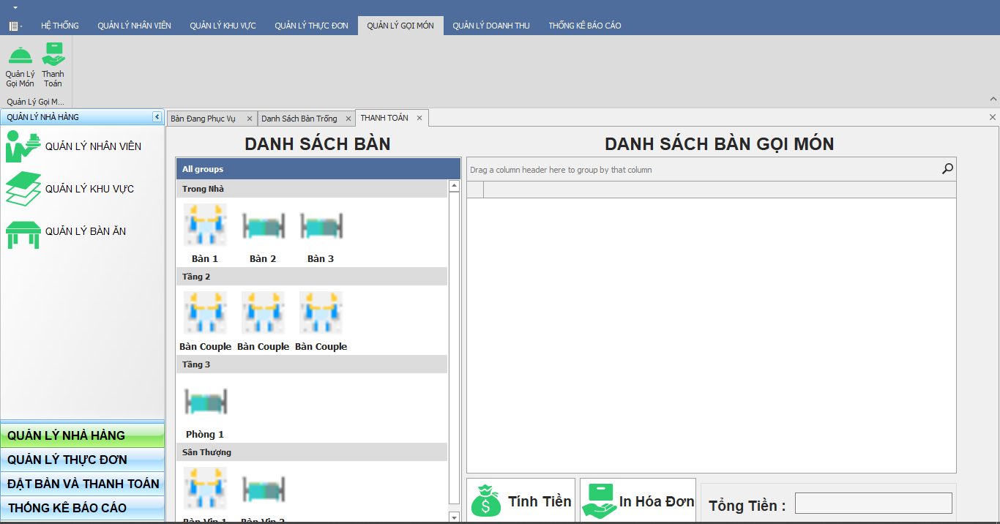 HỆ THỐNG
QUẢN LÝ NHÂN VIÊN
QUẢN LÝ KHU VỰC
QUẢN LÝ THỰC ĐƠN
QUẢN LÝ GỌI MÓN
QUẢN LÝ DOANH THU
THỐNG KÊ BÁO CÁO
Quản Lý
Gọi Món
Thanh
Toán
Quản Lý Gọi M...
QUẢN LÝ NHÀ HÀNG
QUẢN LÝ NHÂN VIÊN
QUẢN LÝ KHU VỰC
QUẢN LÝ BÀN ĂN
QUẢN LÝ NHÀ HÀNG
QUẢN LÝ THỰC ĐƠN
ĐẶT BÀN VÀ THANH TOÁN
THỐNG KÊ BÁO CÁO
Bàn Đang Phục Vụ
Danh Sách Bàn Trống
THANH TOÁN
DANH SÁCH BÀN
All groups
Trong Nhà
Bàn 1
Bàn 2
Bàn 3
Tầng 2
Bàn Couple
Bàn Couple
Bàn Couple
Tầng 3
Phòng 1
Sân Thượng
Bàn Vip 1
Bàn Vip 2
DANH SÁCH BÀN GỌI MÓN
Drag a column header here to group by that column
Tính Tiền
In Hóa Đơn
Tổng Tiền :